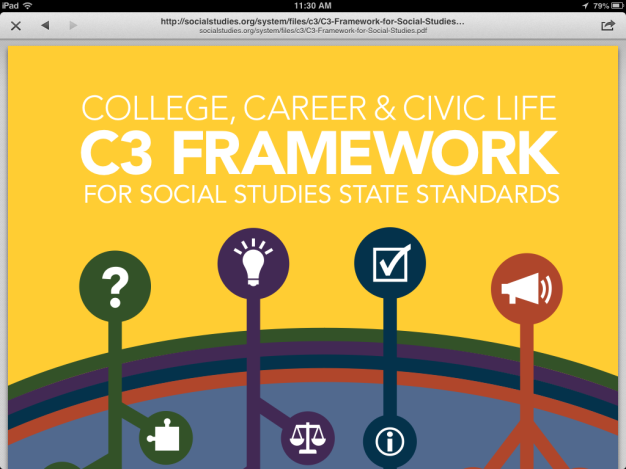 iPad
11:30 AM
79%
http://socialstudies.org/system/files/c3/C3-Framework-for-Social-Studies...
socialstudies.org/system/files/c3/C3-Framework-for-Social-Studies.pdf
COLLEGE, CAREER & CIVIC LIFE
C3 FRAMEWORK
FOR SOCIAL STUDIES STATE STANDARDS
?
i